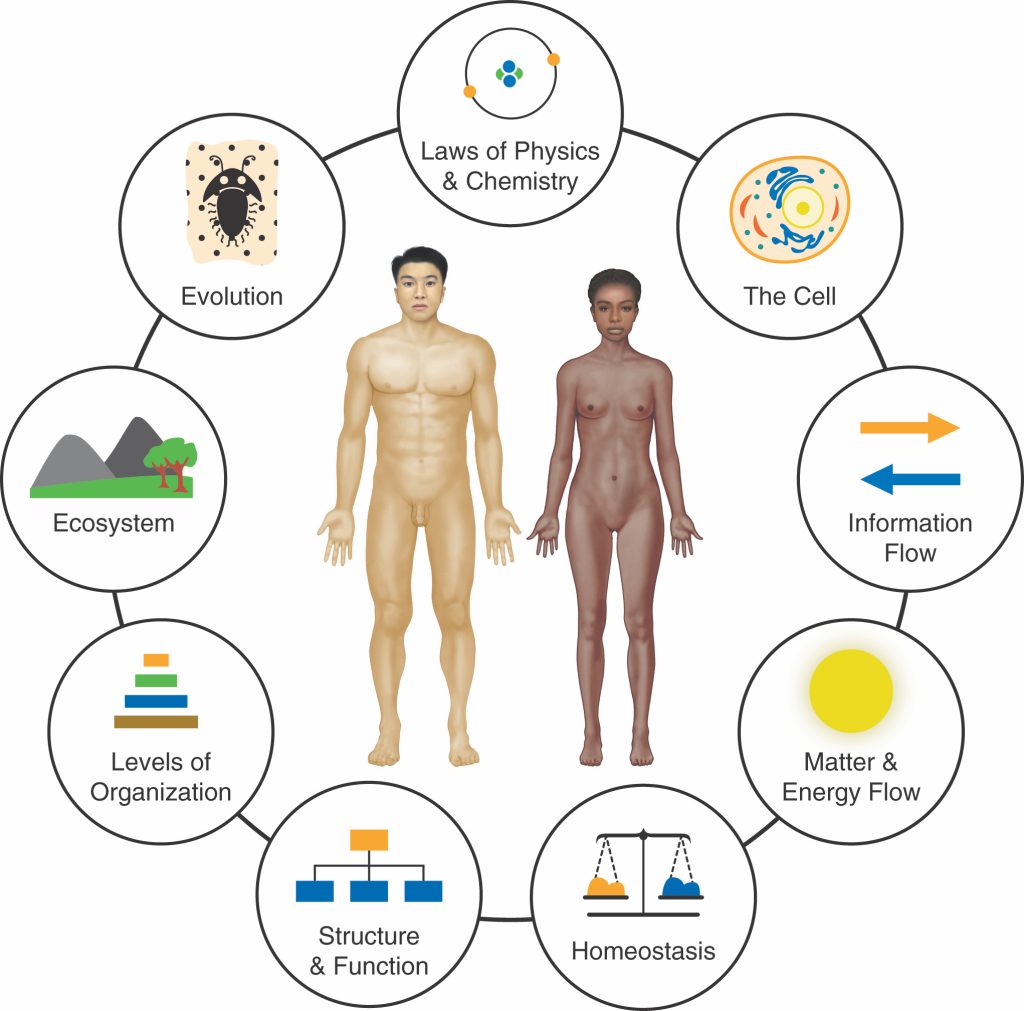 Laws of Physics
& Chemistry
Evolution
The Cell
Ecosystem
Information
Flow
Levels of
Organization
Matter &
Energy Flow
Structure
& Function
Homeostasis